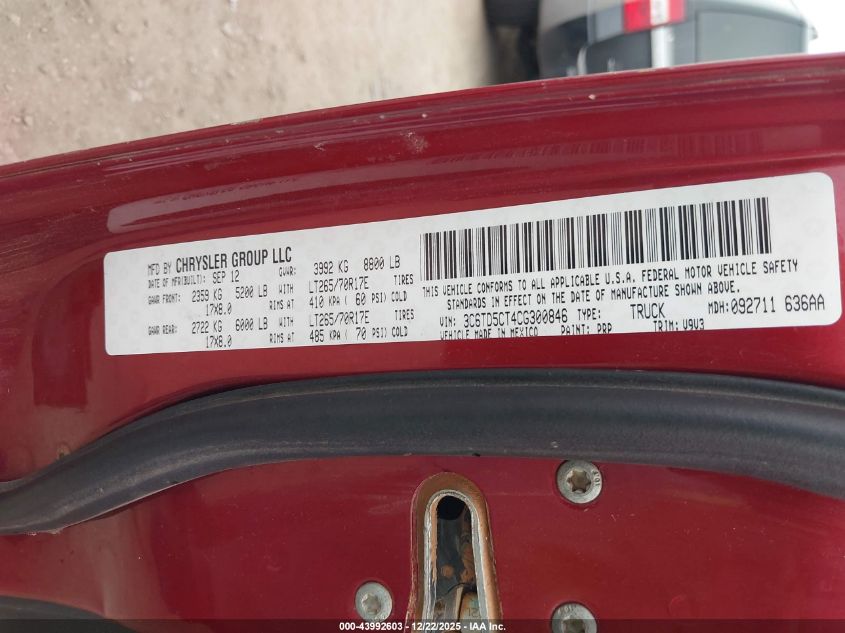 MFD BY CHRYSLER GROUP LLC
DATE OF MFR(BUILT): SEP 12 GVWR: 3992 KG 8800 LB
GAWR FRONT: 2359 KG 5200 LB WITH LT265/70R17E TIRES
17X8.0 RIMS AT 410 KPA ( 60 PSI) COLD
GAWR REAR: 2722 KG 6000 LB WITH LT265/70R17E TIRES
17X8.0 RIMS AT 485 KPA ( 70 PSI) COLD
THIS VEHICLE CONFORMS TO ALL APPLICABLE U.S.A. FEDERAL MOTOR VEHICLE SAFETY
STANDARDS IN EFFECT ON THE DATE OF MANUFACTURE SHOWN ABOVE.
VIN: 3C6TD5CT4CG300846 TYPE: TRUCK MDH: 092711 636AA
VEHICLE MADE IN MEXICO PAINT: PRP TRIM: V9V3
000-43992603 - 12/22/2025 - IAA Inc.